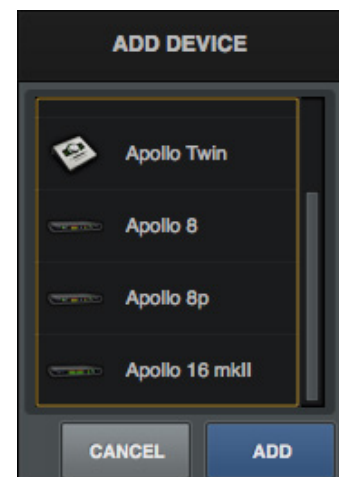 ADD DEVICE
Apollo Twin
Apollo 8
Apollo 8p
Apollo 16 mkII
CANCEL ADD